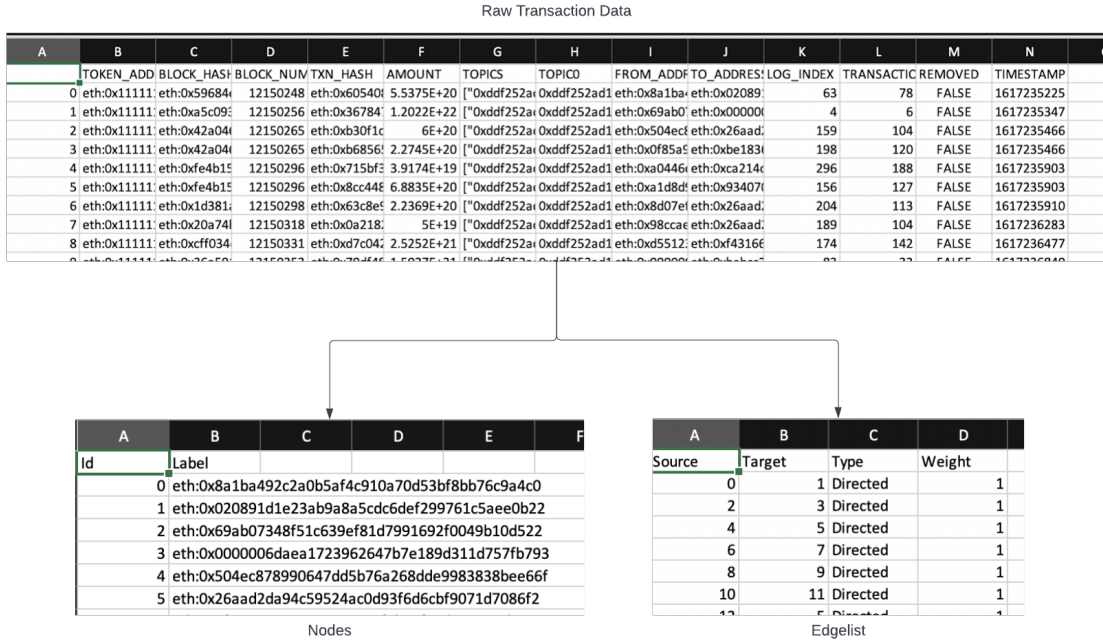 Raw Transaction Data
A B C D E F G H I J K L M N
TOKEN_ADD BLOCK_HASH BLOCK_NUM TXN_HASH AMOUNT TOPICS TOPIC0 FROM_ADDR TO_ADDRESS LOG_INDEX TRANSACTIC REMOVED TIMESTAMP
0 eth:0x11111 eth:0x59684 12150248 eth:0x60540 5.5375E+20 ["0xddf252a 0xddf252ad1 eth:0x8a1ba eth:0x02089 63 78 FALSE 1617235225
1 eth:0x11111 eth:0xa5c093 12150256 eth:0x36784 1.2022E+22 ["0xddf252a 0xddf252ad1 eth:0x69ab0 eth:0x00000 4 6 FALSE 1617235347
2 eth:0x11111 eth:0x42a04 12150265 eth:0xb30f1c 6E+20 ["0xddf252a 0xddf252ad1 eth:0x504ec eth:0x26aad 159 104 FALSE 1617235466
3 eth:0x11111 eth:0x42a04 12150265 eth:0xb6856 2.2745E+20 ["0xddf252a 0xddf252ad1 eth:0x0f85a eth:0xbe183 198 120 FALSE 1617235466
4 eth:0x11111 eth:0xfe4b15 12150296 eth:0x715bf 3.9174E+19 ["0xddf252a 0xddf252ad1 eth:0xa0446 eth:0xca214 296 188 FALSE 1617235903
5 eth:0x11111 eth:0xfe4b15 12150296 eth:0x8cc448 6.8835E+20 ["0xddf252a 0xddf252ad1 eth:0xa1d8d eth:0x93407 156 127 FALSE 1617235903
6 eth:0x11111 eth:0x1d381 12150298 eth:0x63c8e 2.2369E+20 ["0xddf252a 0xddf252ad1 eth:0x8d07e eth:0x26aad 204 113 FALSE 1617235910
7 eth:0x11111 eth:0x20a74 12150318 eth:0x0a218 5E+19 ["0xddf252a 0xddf252ad1 eth:0x98ccae eth:0x26aad 189 104 FALSE 1617236283
8 eth:0x11111 eth:0xcff034 12150331 eth:0xd7c042 2.5252E+21 ["0xddf252a 0xddf252ad1 eth:0xd5512 eth:0xf43166 174 142 FALSE 1617236477
A B C D E F
Id Label
0 eth:0x8a1ba492c2a0b5af4c910a70d53bf8bb76c9a4c0
1 eth:0x020891d1e23ab9a8a5cdc6def299761c5aee0b22
2 eth:0x69ab07348f51c639ef81d7991692f0049b10d522
3 eth:0x0000006daea1723962647b7e189d311d757fb793
4 eth:0x504ec878990647dd5b76a268dde9983838bee66f
5 eth:0x26aad2da94c59524ac0d93f6d6cbf9071d7086f2
Nodes
A B C D
Source Target Type Weight
0 1 Directed 1
2 3 Directed 1
4 5 Directed 1
6 7 Directed 1
8 9 Directed 1
10 11 Directed 1
12 5 Directed 1
Edgelist